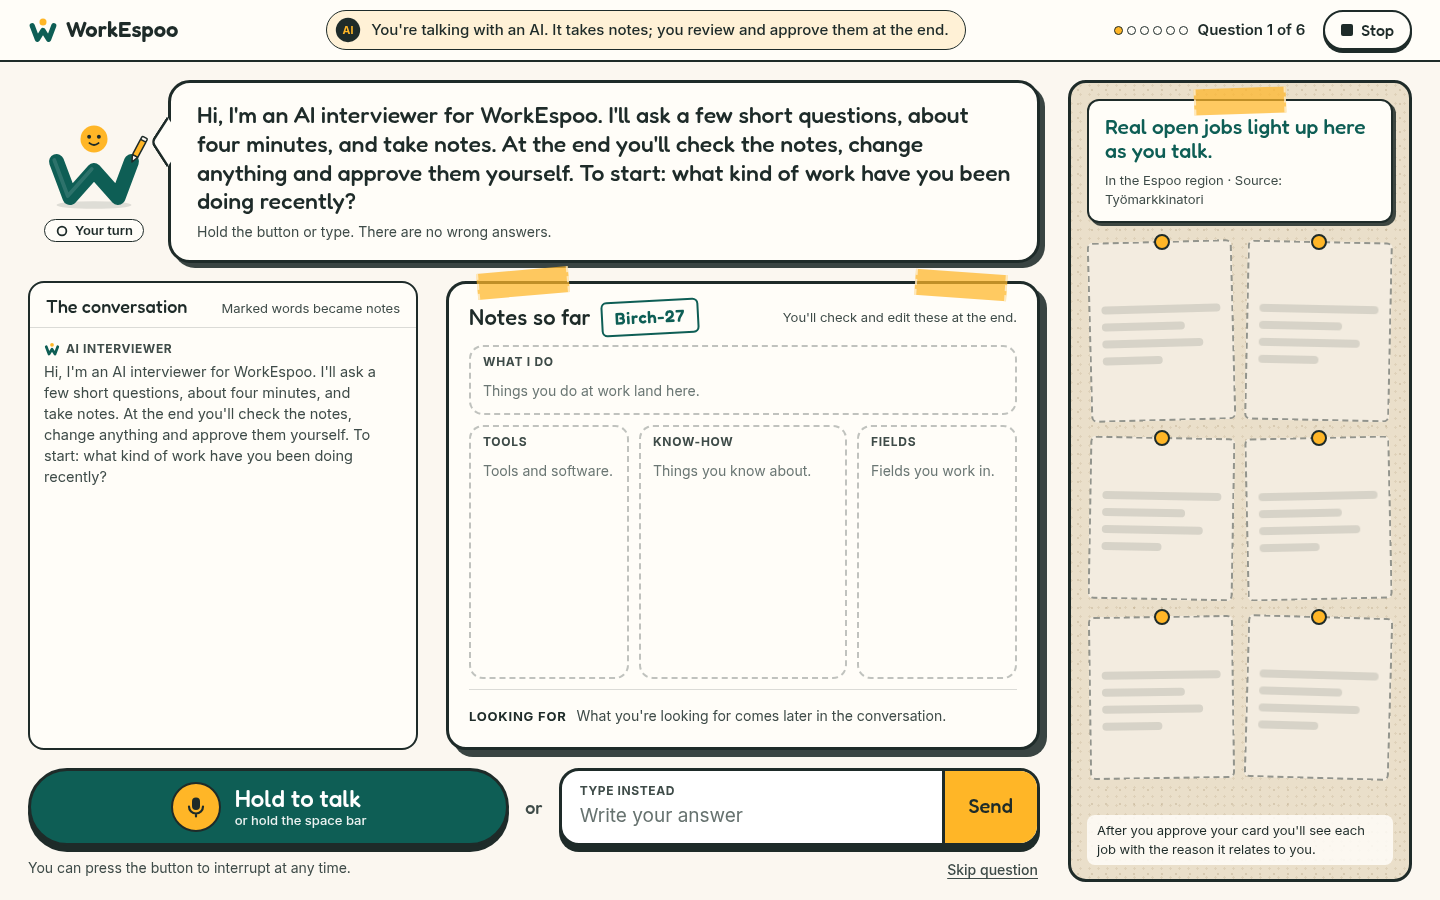 WorkEspoo
AI You're talking with an AI. It takes notes; you review and approve them at the end.
Question 1 of 6
Stop
Your turn
Hi, I'm an AI interviewer for WorkEspoo. I'll ask a few short questions, about
four minutes, and take notes. At the end you'll check the notes, change
anything and approve them yourself. To start: what kind of work have you been
doing recently?
Hold the button or type. There are no wrong answers.
The conversation
Marked words became notes
AI INTERVIEWER
Hi, I'm an AI interviewer for WorkEspoo. I'll ask a
few short questions, about four minutes, and
take notes. At the end you'll check the notes,
change anything and approve them yourself. To
start: what kind of work have you been doing
recently?
Notes so far
Birch-27
You'll check and edit these at the end.
WHAT I DO
Things you do at work land here.
TOOLS
Tools and software.
KNOW-HOW
Things you know about.
FIELDS
Fields you work in.
LOOKING FOR What you're looking for comes later in the conversation.
Hold to talk
or hold the space bar
or
TYPE INSTEAD
Write your answer
Send
You can press the button to interrupt at any time.
Skip question
Real open jobs light up here
as you talk.
In the Espoo region · Source:
Työmarkkinatori
After you approve your card you'll see each
job with the reason it relates to you.